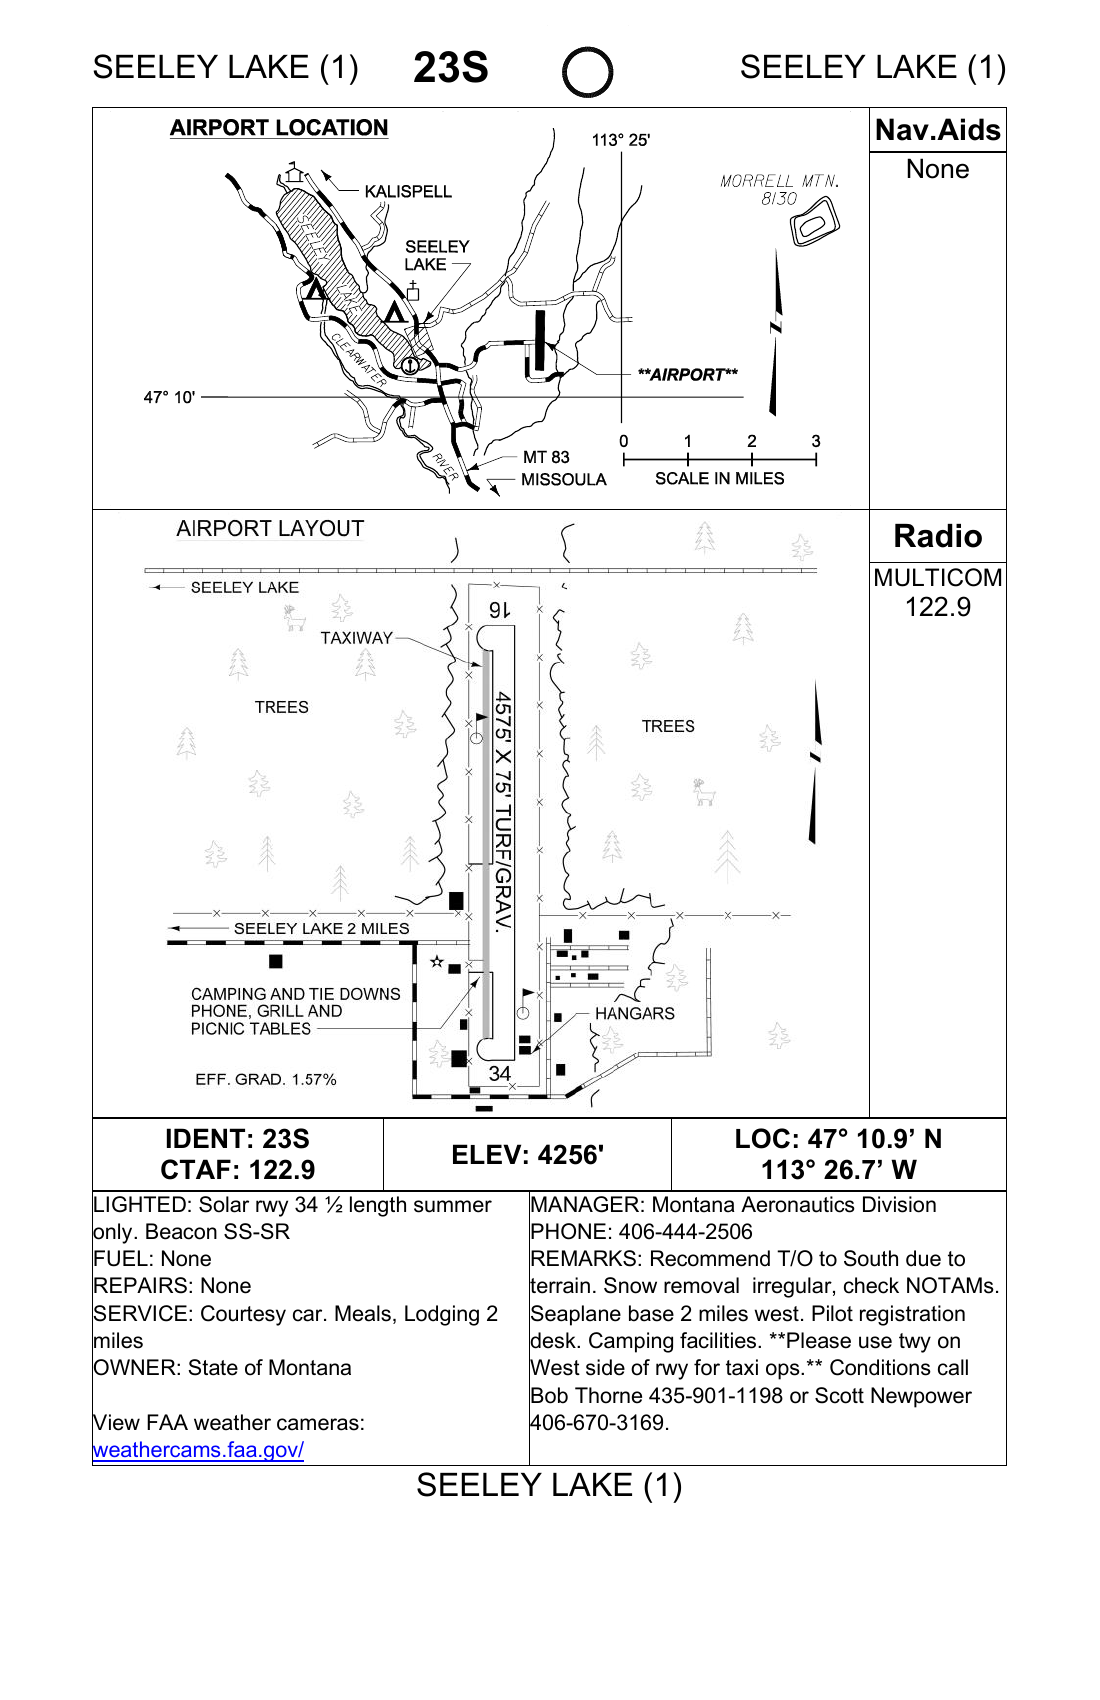 SEELEY LAKE (1) 23S SEELEY LAKE (1)
AIRPORT LOCATION
Nav.Aids
None
113° 25'
MORRELL MTN.
8130
KALISPELL
SEELEY
LAKE
SEELEY
LAKE
CLEARWATER
**AIRPORT**
47° 10'
0 1 2 3
SCALE IN MILES
RIVER
MT 83
MISSOULA
AIRPORT LAYOUT
Radio
MULTICOM
122.9
SEELEY LAKE
16
TAXIWAY
TREES
TREES
4575' X 75' TURF/GRAV.
SEELEY LAKE 2 MILES
CAMPING AND TIE DOWNS
PHONE, GRILL AND
PICNIC TABLES
HANGARS
EFF. GRAD. 1.57%
34
IDENT: 23S
CTAF: 122.9
ELEV: 4256'
LOC: 47° 10.9’ N
113° 26.7’ W
LIGHTED: Solar rwy 34 ½ length summer
only. Beacon SS-SR
FUEL: None
REPAIRS: None
SERVICE: Courtesy car. Meals, Lodging 2
miles
OWNER: State of Montana
View FAA weather cameras:
weathercams.faa.gov/
MANAGER: Montana Aeronautics Division
PHONE: 406-444-2506
REMARKS: Recommend T/O to South due to
terrain. Snow removal  irregular, check NOTAMs.
Seaplane base 2 miles west. Pilot registration
desk. Camping facilities. **Please use twy on
West side of rwy for taxi ops.** Conditions call
Bob Thorne 435-901-1198 or Scott Newpower
406-670-3169.
SEELEY LAKE (1)